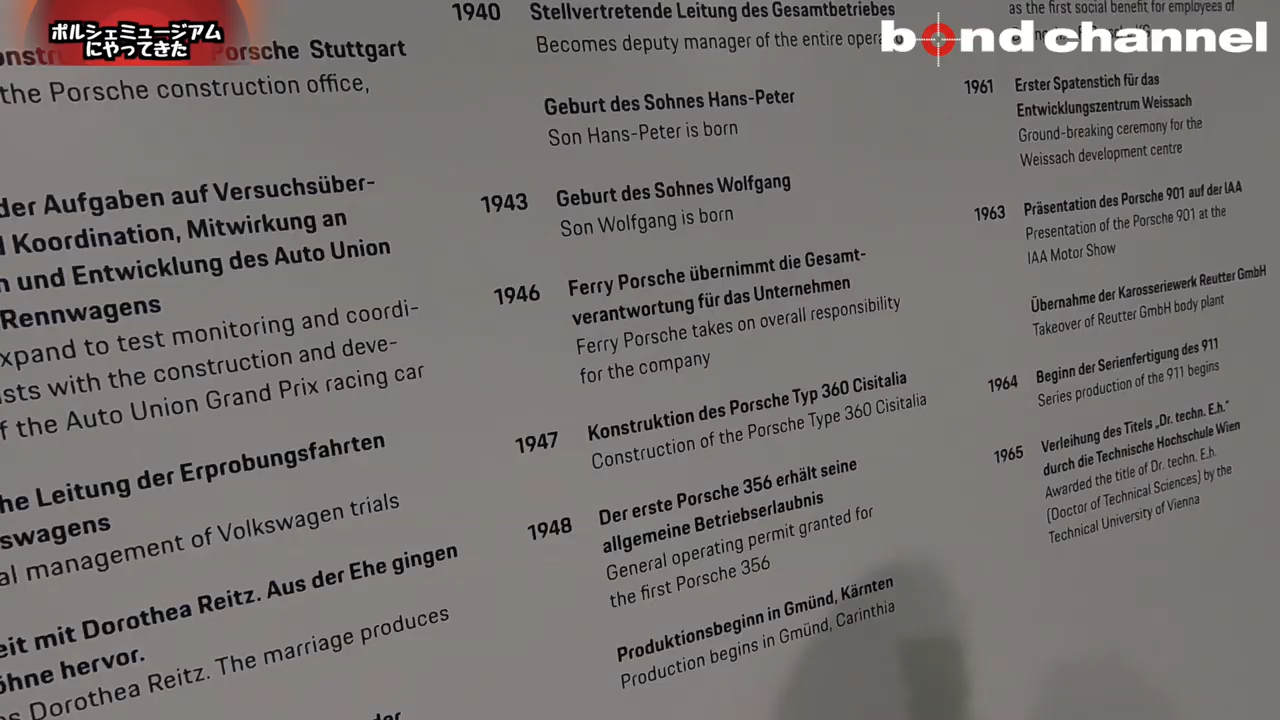 ポルシェミュージアム
にやってきた
bond channel
Porsche Stuttgart
the Porsche construction office,
der Aufgaben auf Versuchsüber-
Koordination, Mitwirkung an
und Entwicklung des Auto Union
Rennwagens
expand to test monitoring and coordi-
with the construction and deve-
the Auto Union Grand Prix racing car
Leitung der Erprobungsfahrten
management of Volkswagen trials
mit Dorothea Reitz. Aus der Ehe gingen
hervor.
Dorothea Reitz. The marriage produces
1940 Stellvertretende Leitung des Gesamtbetriebes
Becomes deputy manager of the entire
Geburt des Sohnes Hans-Peter
Son Hans-Peter is born
1943 Geburt des Sohnes Wolfgang
Son Wolfgang is born
1946 Ferry Porsche übernimmt die Gesamt-
verantwortung für das Unternehmen
Ferry Porsche takes on overall responsibility
for the company
1947 Konstruktion des Porsche Typ 360 Cisitalia
Construction of the Porsche Type 360 Cisitalia
1948 Der erste Porsche 356 erhält seine
allgemeine Betriebserlaubnis
General operating permit granted for
the first Porsche 356
Produktionsbeginn in Gmünd, Kärnten
Production begins in Gmünd, Carinthia
as the first social benefit for employees of
1961 Erster Spatenstich für das
Entwicklungszentrum Weissach
Ground-breaking ceremony for the
Weissach development centre
1963 Präsentation des Porsche 901 auf der IAA
Presentation of the Porsche 901 at the
IAA Motor Show
Übernahme der Karosseriewerk Reutter GmbH
Takeover of Reutter GmbH body plant
1964 Beginn der Serienfertigung des 911
Series production of the 911 begins
1965 Verleihung des Titels „Dr. techn. E.h."
durch die Technische Hochschule Wien
Awarded the title of Dr. techn. E.h.
(Doctor of Technical Sciences) by the
Technical University of Vienna